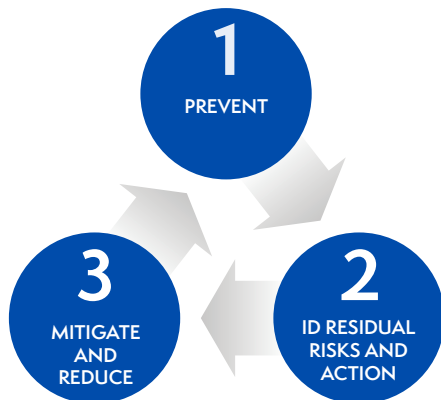 1
PREVENT
2
ID RESIDUAL
RISKS AND
ACTION
3
MITIGATE
AND
REDUCE